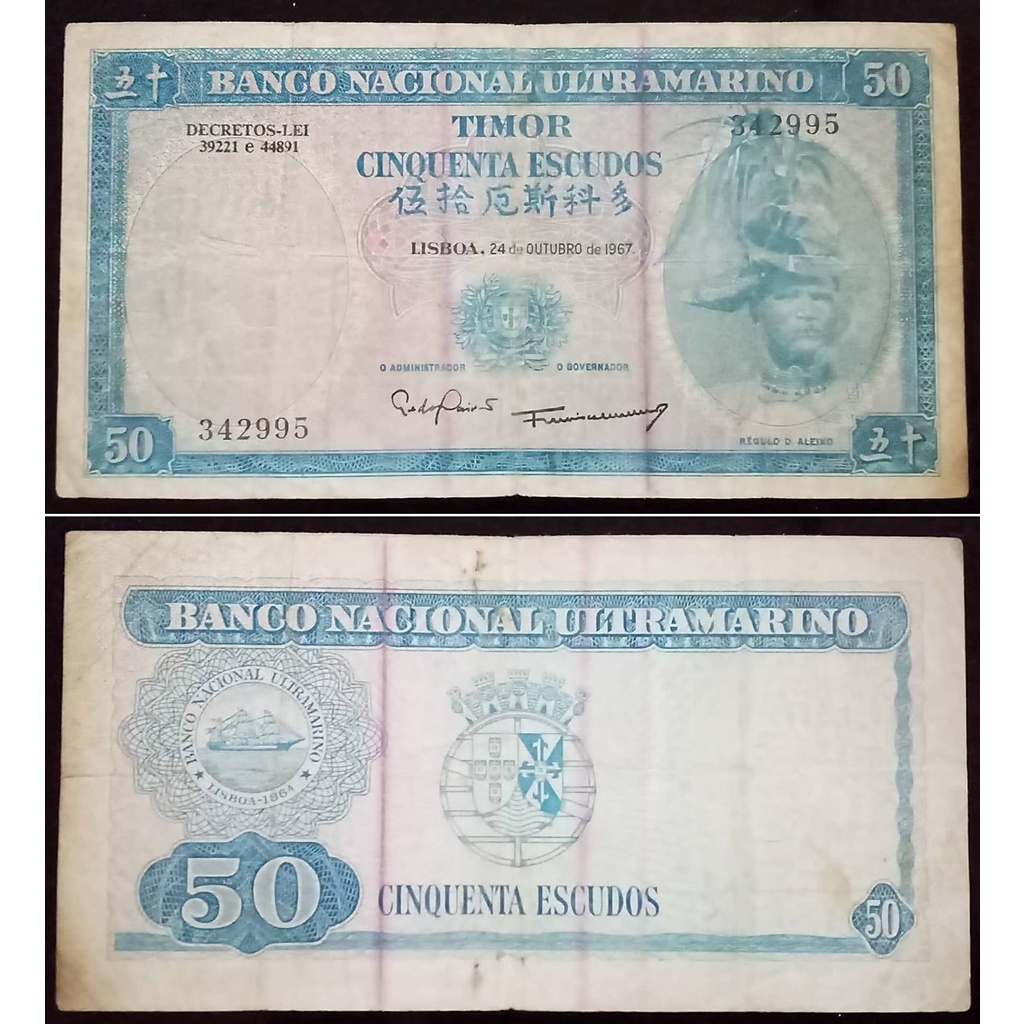 五十 BANCO NACIONAL ULTRAMARINO 50
DECRETOS-LEI
39221 e 44891
TIMOR
342995
CINQUENTA ESCUDOS
伍拾厄斯科多
LISBOA, 24 de OUTUBRO de 1967.
O ADMINISTRADOR O GOVERNADOR
342995
RÉGULO D. ALEIXO
50 五十
BANCO NACIONAL ULTRAMARINO
BANCO NACIONAL ULTRAMARINO
LISBOA-1864
50 CINQUENTA ESCUDOS 50